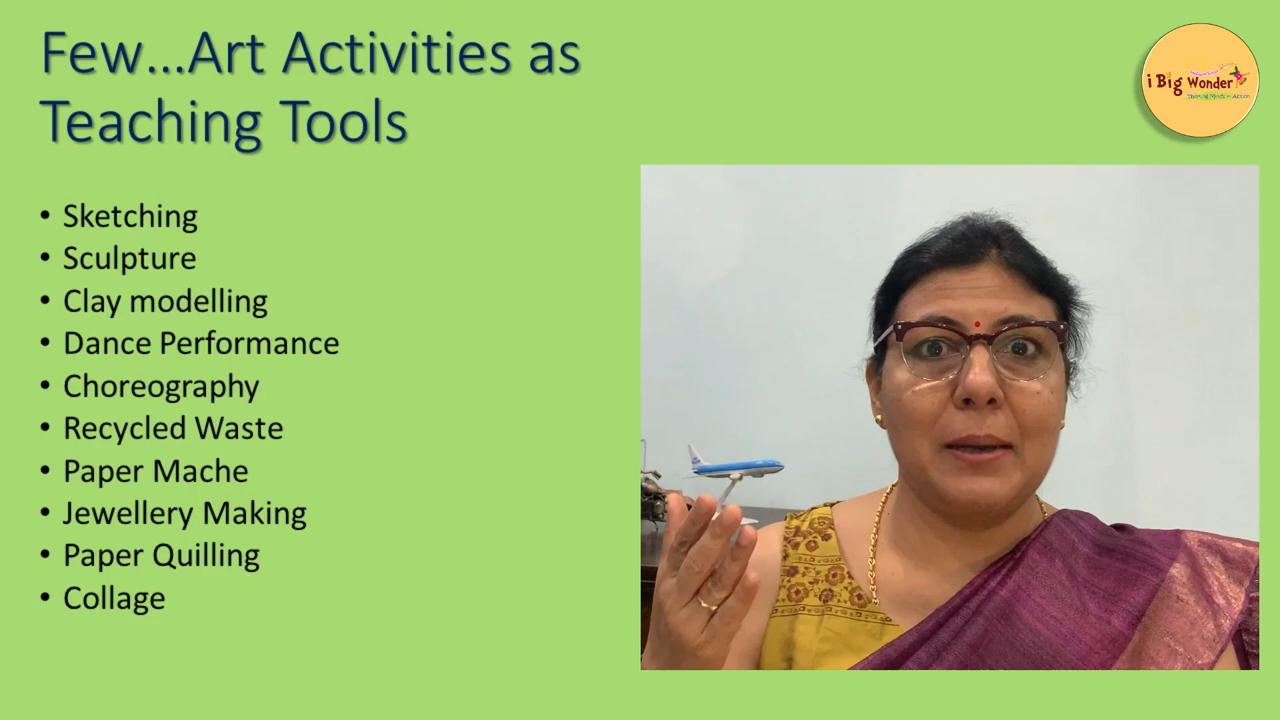 Few...Art Activities as
Teaching Tools
i Big Wonder
• Sketching
• Sculpture
• Clay modelling
• Dance Performance
• Choreography
• Recycled Waste
• Paper Mache
• Jewellery Making
• Paper Quilling
• Collage